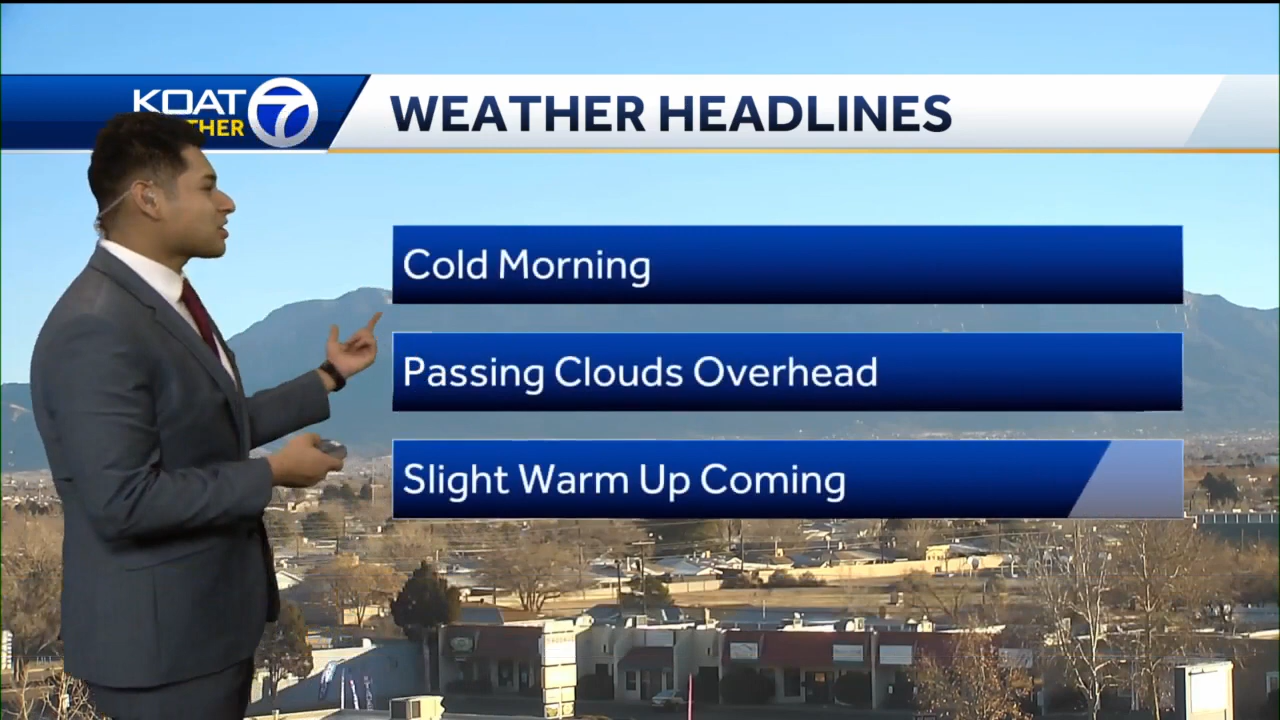 KOAT 7
WEATHER HEADLINES
Cold Morning
Passing Clouds Overhead
Slight Warm Up Coming